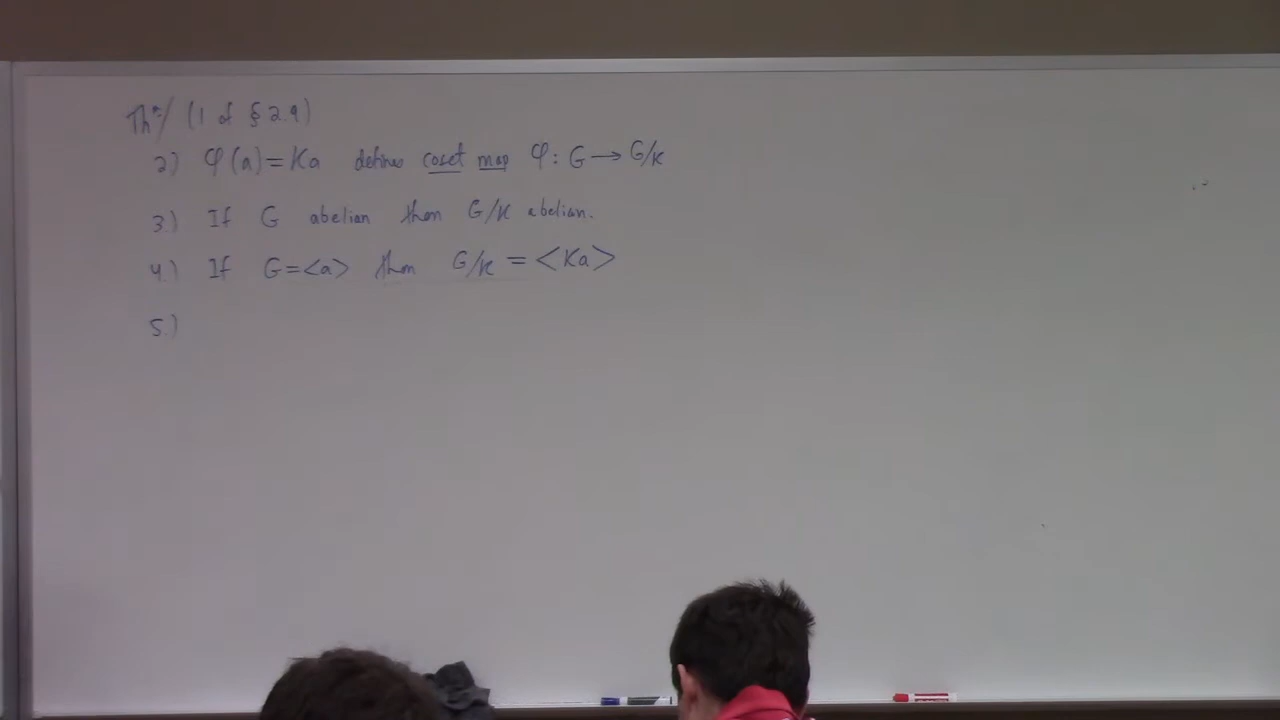 Thm/ (1 of § 2.9)
2) φ(a) = Ka defines coset map φ: G → G/K
3.) If G abelian then G/K abelian.
4.) If G = <a> then G/K = <Ka>
5.)